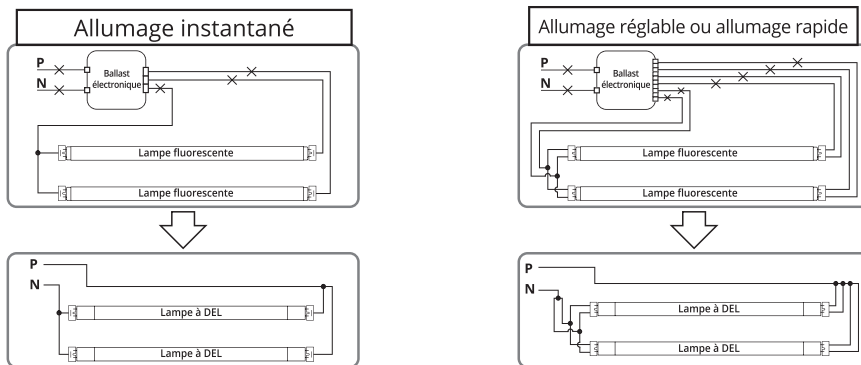 Allumage instantané
P
N
Ballast
électronique
Lampe fluorescente
Lampe fluorescente
P
N
Lampe à DEL
Lampe à DEL
Allumage réglable ou allumage rapide
P
N
Ballast
électronique
Lampe fluorescente
Lampe fluorescente
P
N
Lampe à DEL
Lampe à DEL